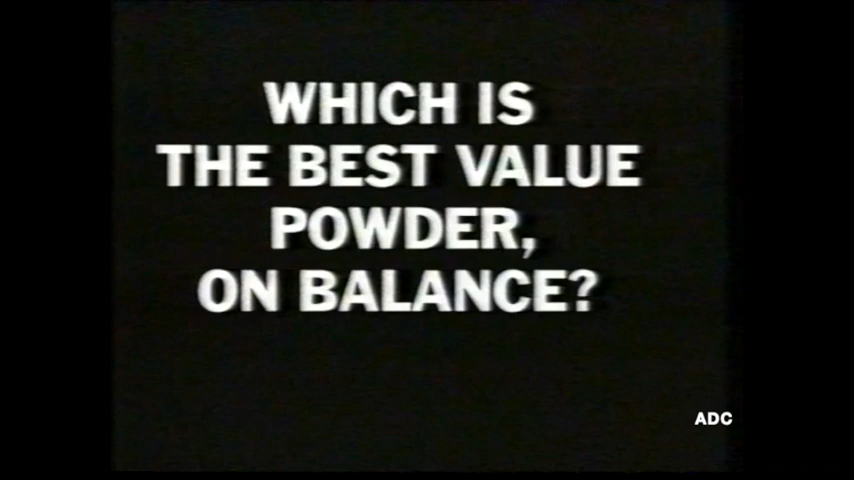 WHICH IS
THE BEST VALUE
POWDER,
ON BALANCE?
ADC